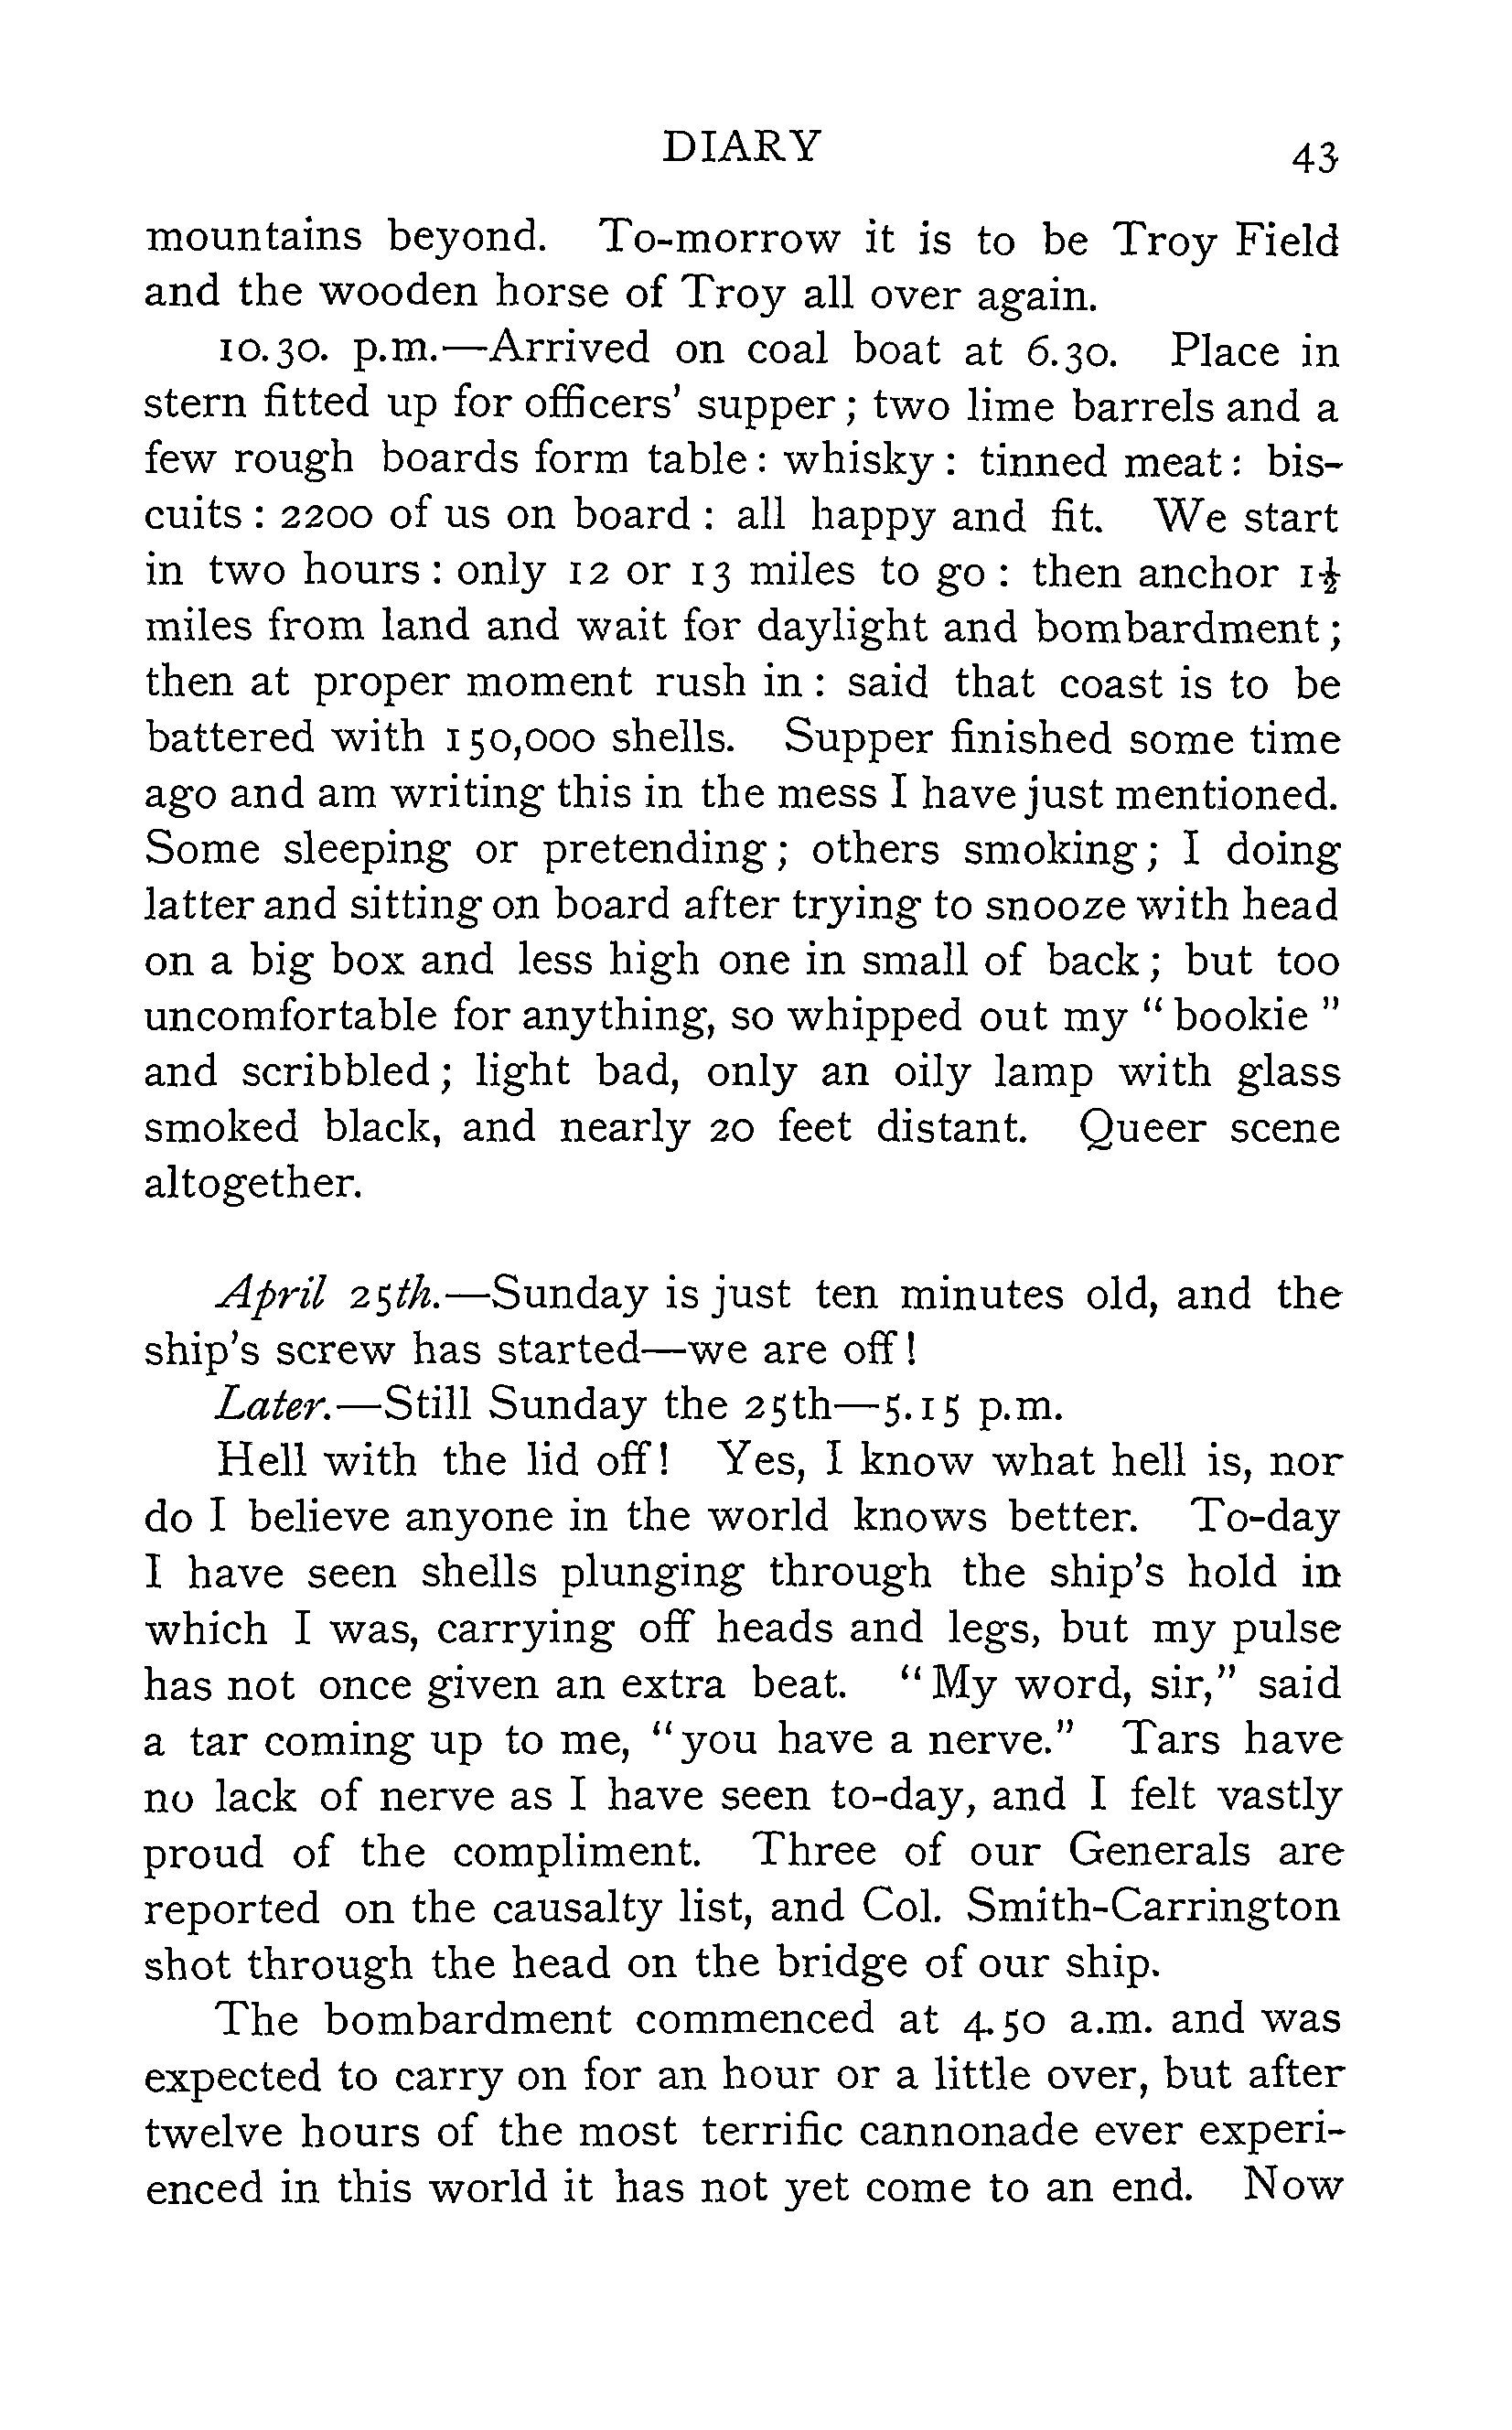 DIARY 43
mountains beyond. To-morrow it is to be Troy Field
and the wooden horse of Troy all over again.
10.30. p.m.—Arrived on coal boat at 6.30. Place in
stern fitted up for officers' supper; two lime barrels and a
few rough boards form table: whisky: tinned meat: bis-
cuits: 2200 of us on board: all happy and fit. We start
in two hours: only 12 or 13 miles to go: then anchor 1½
miles from land and wait for daylight and bombardment;
then at proper moment rush in: said that coast is to be
battered with 150,000 shells. Supper finished some time
ago and am writing this in the mess I have just mentioned.
Some sleeping or pretending; others smoking; I doing
latter and sitting on board after trying to snooze with head
on a big box and less high one in small of back; but too
uncomfortable for anything, so whipped out my "bookie"
and scribbled; light bad, only an oily lamp with glass
smoked black, and nearly 20 feet distant. Queer scene
altogether.
April 25th.—Sunday is just ten minutes old, and the
ship's screw has started—we are off!
Later.—Still Sunday the 25th—5.15 p.m.
Hell with the lid off! Yes, I know what hell is, nor
do I believe anyone in the world knows better. To-day
I have seen shells plunging through the ship's hold in
which I was, carrying off heads and legs, but my pulse
has not once given an extra beat. "My word, sir," said
a tar coming up to me, "you have a nerve." Tars have
no lack of nerve as I have seen to-day, and I felt vastly
proud of the compliment. Three of our Generals are
reported on the causalty list, and Col. Smith-Carrington
shot through the head on the bridge of our ship.
The bombardment commenced at 4.50 a.m. and was
expected to carry on for an hour or a little over, but after
twelve hours of the most terrific cannonade ever experi-
enced in this world it has not yet come to an end. Now